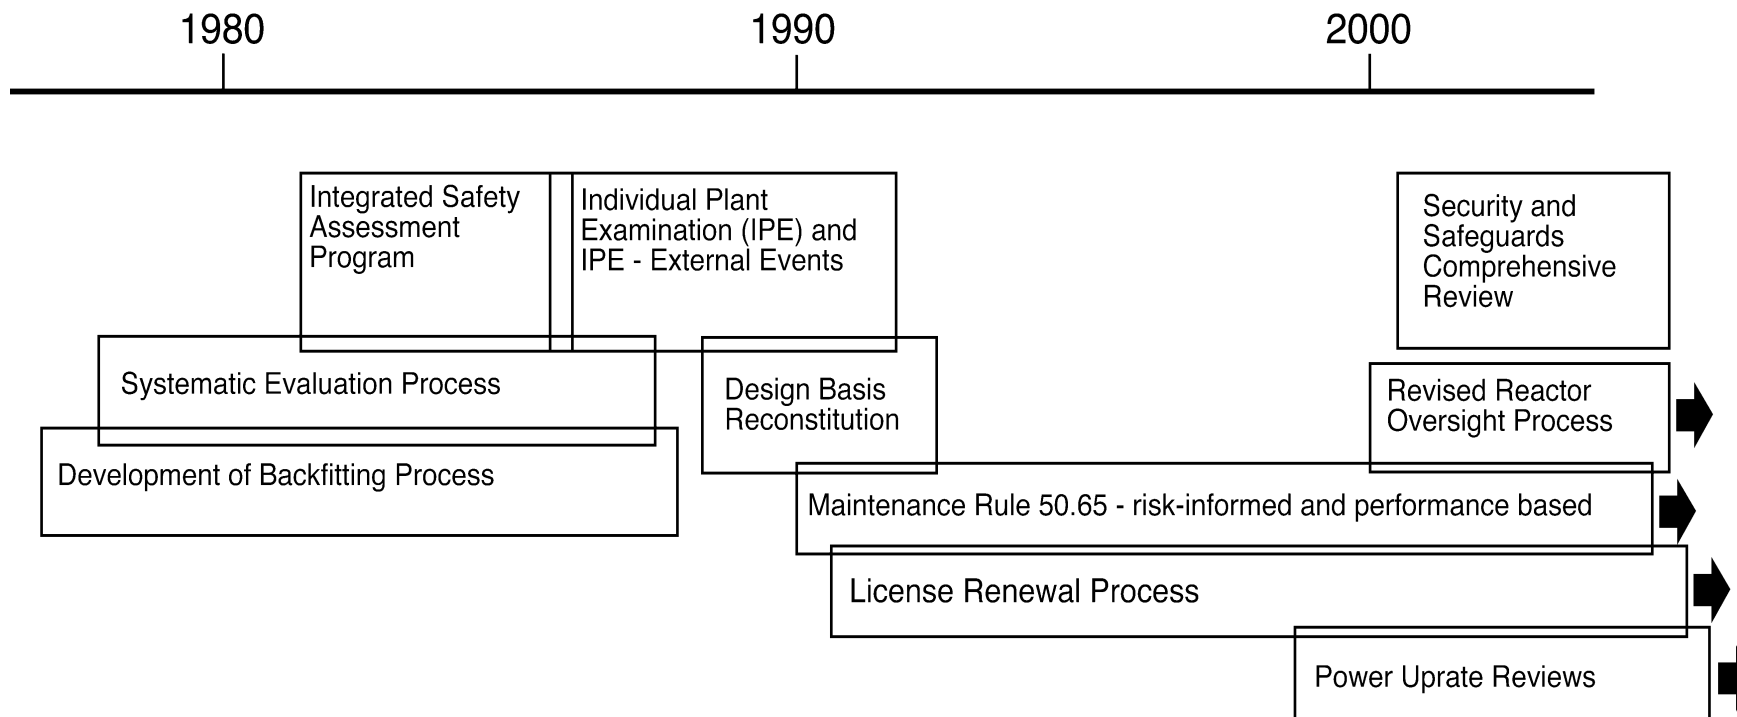 1980
1990
2000
Integrated Safety
Assessment
Program
Individual Plant
Examination (IPE) and
IPE - External Events
Security and
Safeguards
Comprehensive
Review
Systematic Evaluation Process
Design Basis
Reconstitution
Revised Reactor
Oversight Process
Development of Backfitting Process
Maintenance Rule 50.65 - risk-informed and performance based
License Renewal Process
Power Uprate Reviews